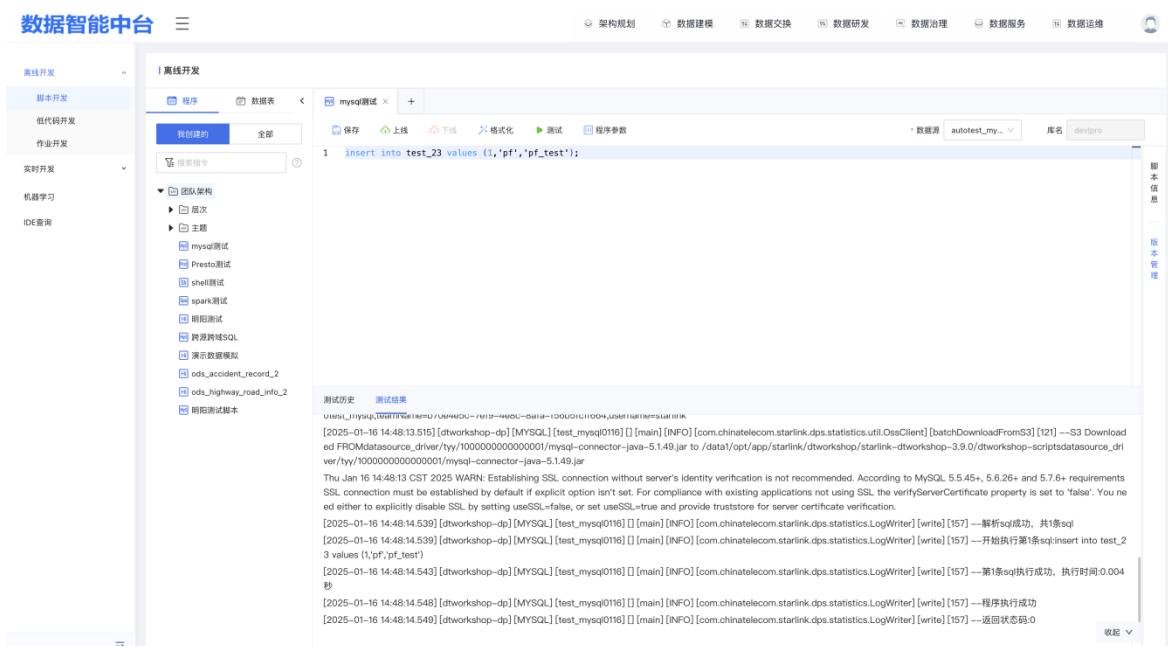 数据智能中台
架构规划
数据建模
数据交换
数据研发
数据治理
数据服务
数据运维
离线开发
脚本开发
低代码开发
作业开发
实时开发
机器学习
IDE查询
离线开发
程序
数据表
我创建的
全部
搜索指令
团队架构
层次
主题
mysql测试
Presto测试
shell测试
spark测试
明阳测试
跨源跨域SQL
演示数据模拟
ods_accident_record_2
ods_highway_road_info_2
明阳测试脚本
mysql测试
保存
上线
下线
格式化
测试
程序参数
* 数据源
autotest_my...
库名
devlpro
1 insert into test_23 values (1,'pf','pf_test');
脚本信息
版本管理
测试历史
测试结果
[2025-01-16 14:48:13.515] [dtworkshop-dp] [MYSQL] [test_mysql0116] [] [main] [INFO] [com.chinatelecom.starlink.dps.statistics.util.OssClient] [batchDownloadFromS3] [121] --S3 Download
ed FROMdatasource_driver/tyy/1000000000000001/mysql-connector-java-5.1.49.jar to /data1/opt/app/starlink/dtworkshop/starlink-dtworkshop-3.9.0/dtworkshop-scriptsdatasource_dri
ver/tyy/1000000000000001/mysql-connector-java-5.1.49.jar
Thu Jan 16 14:48:13 CST 2025 WARN: Establishing SSL connection without server's identity verification is not recommended. According to MySQL 5.5.45+, 5.6.26+ and 5.7.6+ requirements
SSL connection must be established by default if explicit option isn't set. For compliance with existing applications not using SSL the verifyServerCertificate property is set to 'false'. You ne
ed either to explicitly disable SSL by setting useSSL=false, or set useSSL=true and provide truststore for server certificate verification.
[2025-01-16 14:48:14.539] [dtworkshop-dp] [MYSQL] [test_mysql0116] [] [main] [INFO] [com.chinatelecom.starlink.dps.statistics.LogWriter] [write] [157] --解析sql成功，共1条sql
[2025-01-16 14:48:14.539] [dtworkshop-dp] [MYSQL] [test_mysql0116] [] [main] [INFO] [com.chinatelecom.starlink.dps.statistics.LogWriter] [write] [157] --开始执行第1条sql:insert into test_2
3 values (1,'pf','pf_test')
[2025-01-16 14:48:14.543] [dtworkshop-dp] [MYSQL] [test_mysql0116] [] [main] [INFO] [com.chinatelecom.starlink.dps.statistics.LogWriter] [write] [157] --第1条sql执行成功，执行时间:0.004
秒
[2025-01-16 14:48:14.548] [dtworkshop-dp] [MYSQL] [test_mysql0116] [] [main] [INFO] [com.chinatelecom.starlink.dps.statistics.LogWriter] [write] [157] --程序执行成功
[2025-01-16 14:48:14.549] [dtworkshop-dp] [MYSQL] [test_mysql0116] [] [main] [INFO] [com.chinatelecom.starlink.dps.statistics.LogWriter] [write] [157] --返回状态码:0
收起